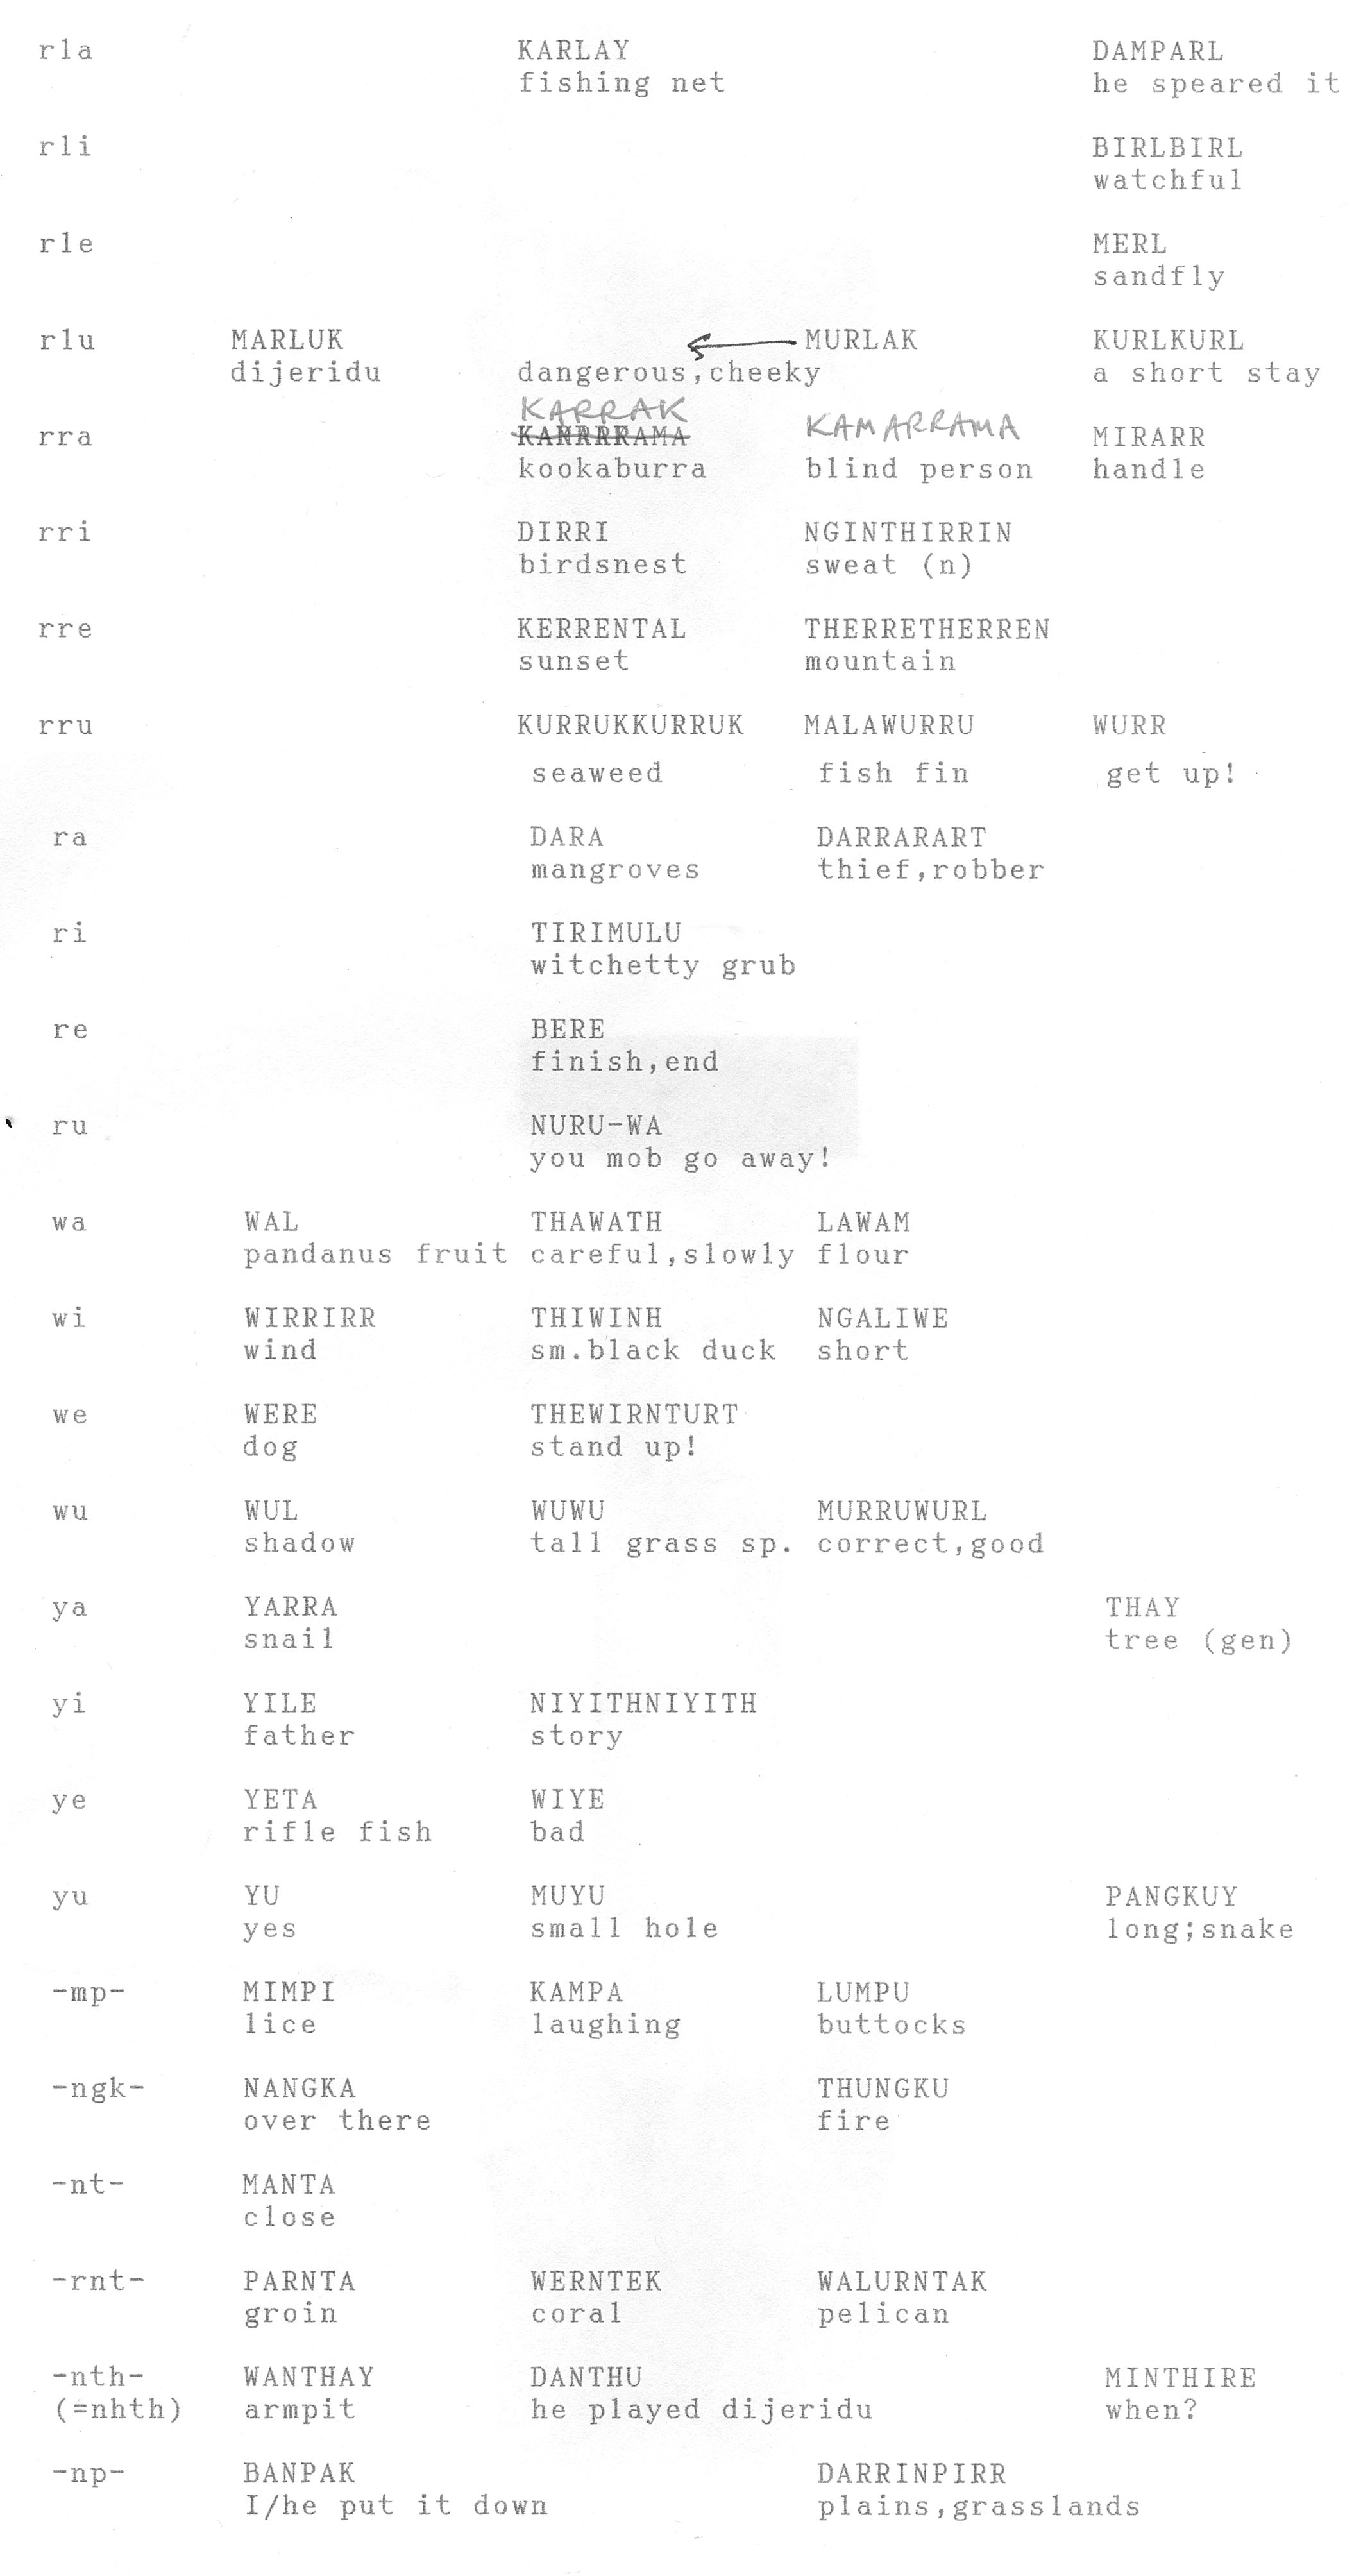 rla KARLAY DAMPARL
fishing net he speared it
rli BIRLBIRL
watchful
rle MERL
sandfly
rlu MARLUK MURLAK KURLKURL
dijeridu dangerous,cheeky a short stay
KARRAK
rra KAMARRAMA MIRARR
kookaburra blind person handle
rri DIRRI NGINTHIRRIN
birdsnest sweat (n)
rre KERRENTAL THERRETHERREN
sunset mountain
rru KURRUKKURRUK MALAWURRU WURR
seaweed fish fin get up!
ra DARA DARRARART
mangroves thief,robber
ri TIRIMULU
witchetty grub
re BERE
finish,end
ru NURU-WA
you mob go away!
wa WAL THAWATH LAWAM
pandanus fruit careful,slowly flour
wi WIRRIRR THIWINH NGALIWE
wind sm.black duck short
we WERE THEWIRNTURT
dog stand up!
wu WUL WUWU MURRUWURL
shadow tall grass sp. correct,good
ya YARRA THAY
snail tree (gen)
yi YILE NIYITHNIYITH
father story
ye YETA WIYE
rifle fish bad
yu YU MUYU PANGKUY
yes small hole long;snake
-mp- MIMPI KAMPA LUMPU
lice laughing buttocks
-ngk- NANGKA THUNGKU
over there fire
-nt- MANTA
close
-rnt- PARNTA WERNTEK WALURNTAK
groin coral pelican
-nth- WANTHAY DANTHU MINTHIRE
(=nhth) armpit he played dijeridu when?
-np- BANPAK DARRINPIRR
I/he put it down plains,grasslands